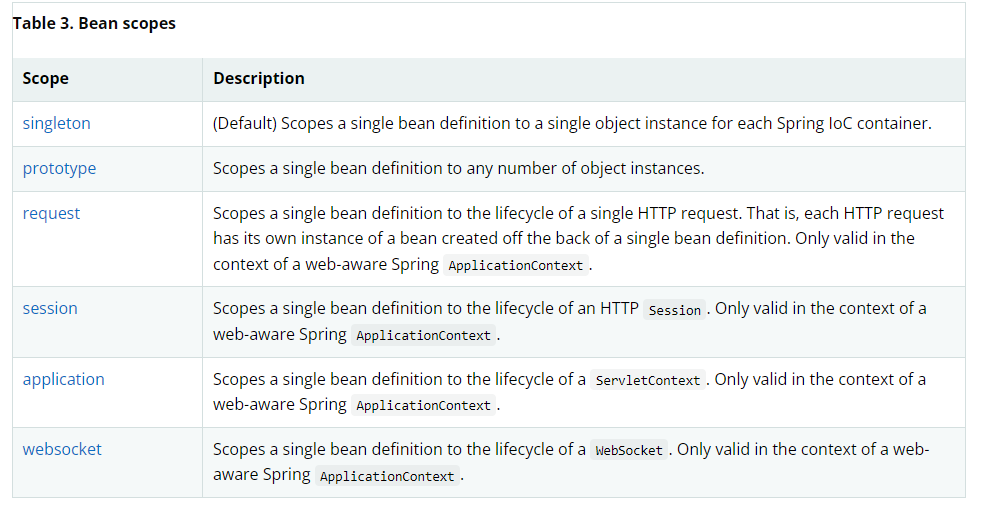 Table 3. Bean scopes
Scope Description
singleton (Default) Scopes a single bean definition to a single object instance for each Spring IoC container.
prototype Scopes a single bean definition to any number of object instances.
request Scopes a single bean definition to the lifecycle of a single HTTP request. That is, each HTTP request
has its own instance of a bean created off the back of a single bean definition. Only valid in the
context of a web-aware Spring ApplicationContext.
session Scopes a single bean definition to the lifecycle of an HTTP Session. Only valid in the context of a
web-aware Spring ApplicationContext.
application Scopes a single bean definition to the lifecycle of a ServletContext. Only valid in the context of a
web-aware Spring ApplicationContext.
websocket Scopes a single bean definition to the lifecycle of a WebSocket. Only valid in the context of a web-
aware Spring ApplicationContext.